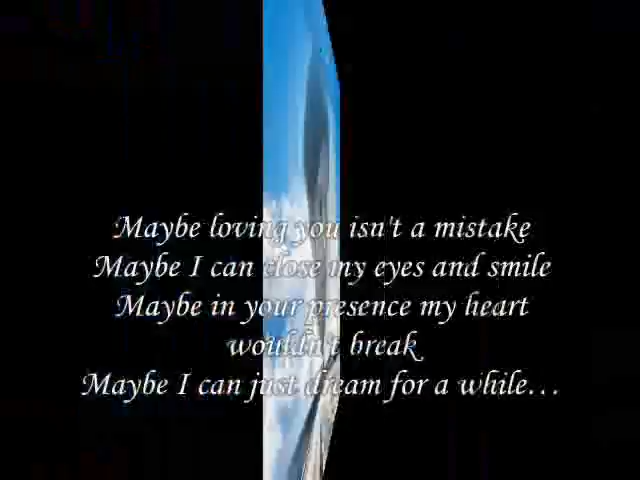 Maybe loving you isn't a mistake
Maybe I can close my eyes and smile
Maybe in your presence my heart
wouldn't break
Maybe I can just dream for a while…